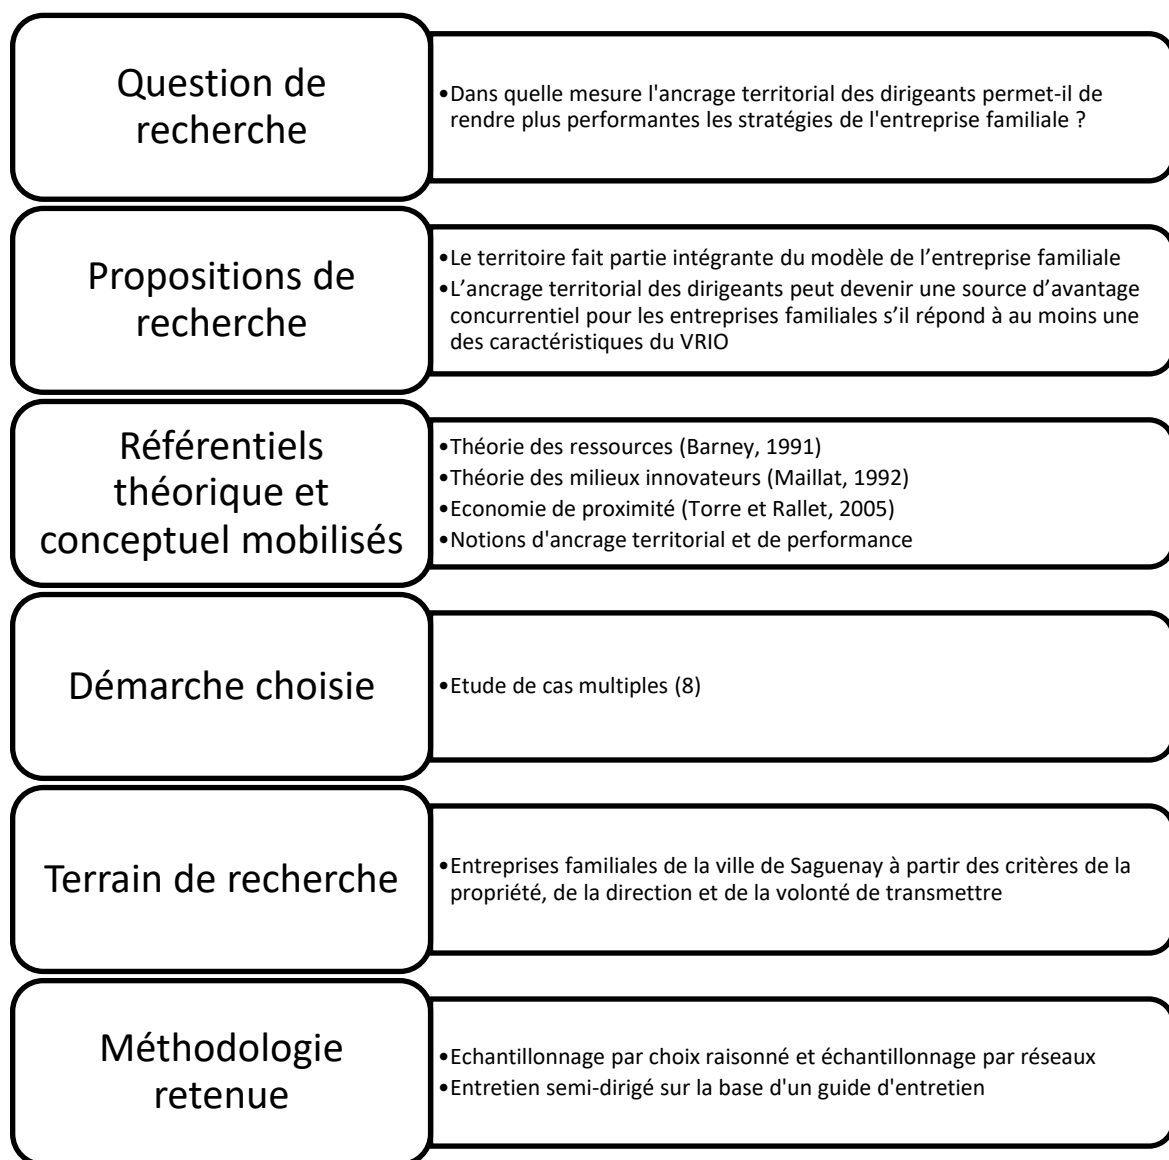 Question de
recherche
•Dans quelle mesure l'ancrage territorial des dirigeants permet-il de
rendre plus performantes les stratégies de l'entreprise familiale ?
Propositions de
recherche
•Le territoire fait partie intégrante du modèle de l’entreprise familiale
•L’ancrage territorial des dirigeants peut devenir une source d’avantage
concurrentiel pour les entreprises familiales s’il répond à au moins une
des caractéristiques du VRIO
Référentiels
théorique et
conceptuel mobilisés
•Théorie des ressources (Barney, 1991)
•Théorie des milieux innovateurs (Maillat, 1992)
•Economie de proximité (Torre et Rallet, 2005)
•Notions d'ancrage territorial et de performance
Démarche choisie
•Etude de cas multiples (8)
Terrain de recherche
•Entreprises familiales de la ville de Saguenay à partir des critères de la
propriété, de la direction et de la volonté de transmettre
Méthodologie
retenue
•Echantillonnage par choix raisonné et échantillonnage par réseaux
•Entretien semi-dirigé sur la base d'un guide d'entretien